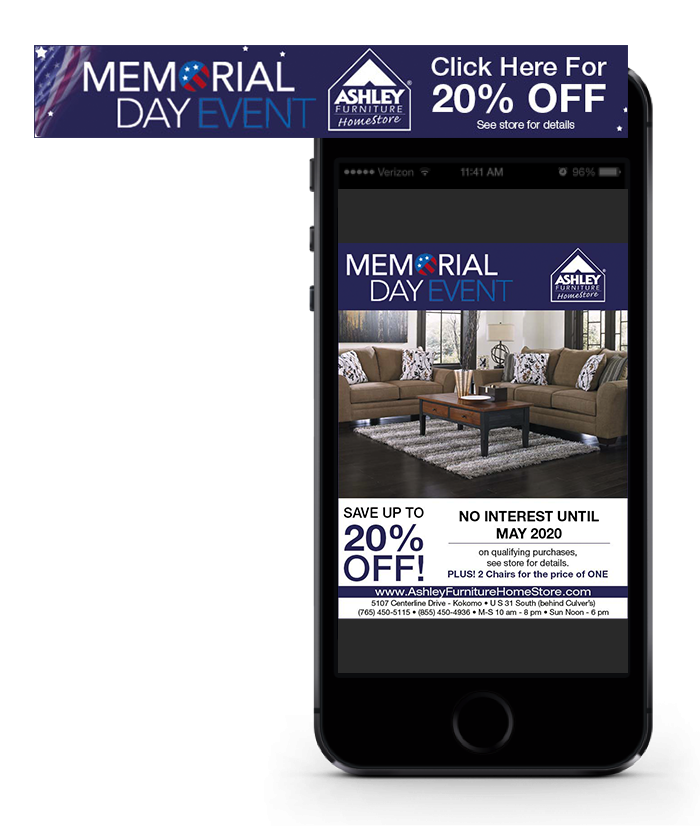 MEMORIAL
DAY EVENT
ASHLEY
FURNITURE
HomeStore
®
Click Here For
20% OFF
See store for details
Verizon 11:41 AM 96%
MEMORIAL
DAY EVENT
ASHLEY
FURNITURE
HomeStore
®
SAVE UP TO
20%
OFF!
NO INTEREST UNTIL
MAY 2020
on qualifying purchases,
see store for details.
PLUS! 2 Chairs for the price of ONE
www.AshleyFurnitureHomeStore.com
5107 Centerline Drive - Kokomo • U S 31 South (behind Culver's)
(765) 450-5115 • (855) 450-4936 • M-S 10 am - 8 pm • Sun Noon - 6 pm